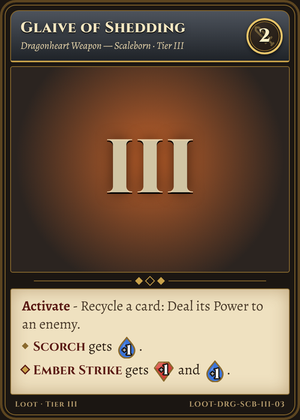 Glaive of Shedding
Dragonheart Weapon — Scaleborn · Tier III
2
III
Activate - Recycle a card: Deal its Power to
an enemy.
Scorch gets -1 .
Ember Strike gets -1 and -1 .
Loot · Tier III
LOOT-DRG-SCB-III-03